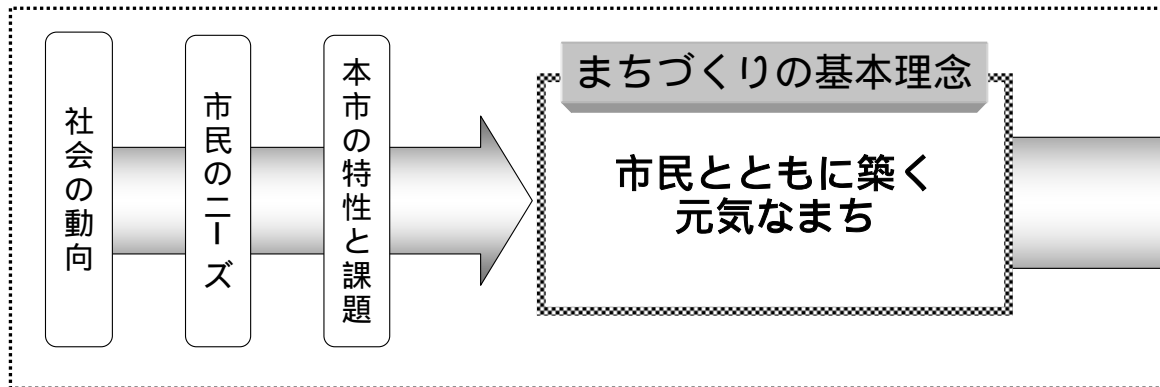 社会の動向
市民のニーズ
本市の特性と課題
まちづくりの基本理念
市民とともに築く
元気なまち